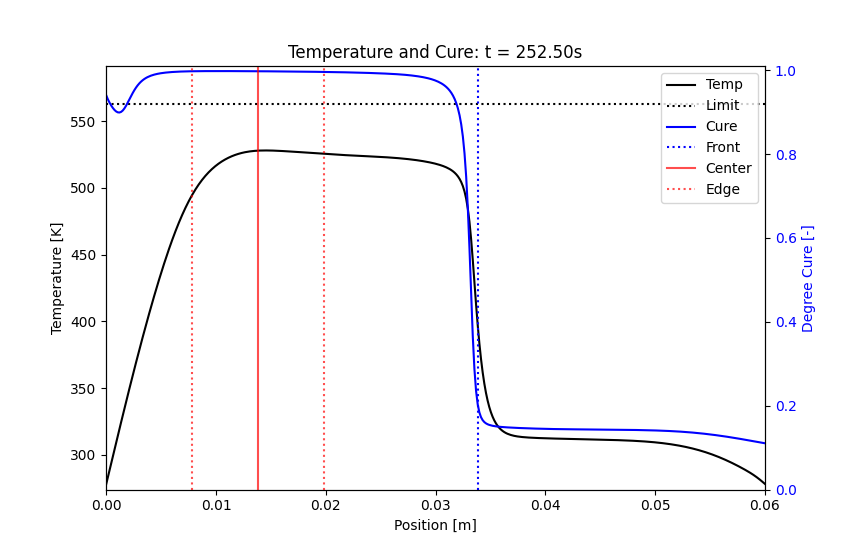 Temperature and Cure: t = 252.50s
Temp
Limit
Cure
Front
Center
Edge
550
500
450
400
350
300
Temperature [K]
1.0
0.8
0.6
0.4
0.2
0.0
Degree Cure [-]
0.00
0.01
0.02
0.03
0.04
0.05
0.06
Position [m]